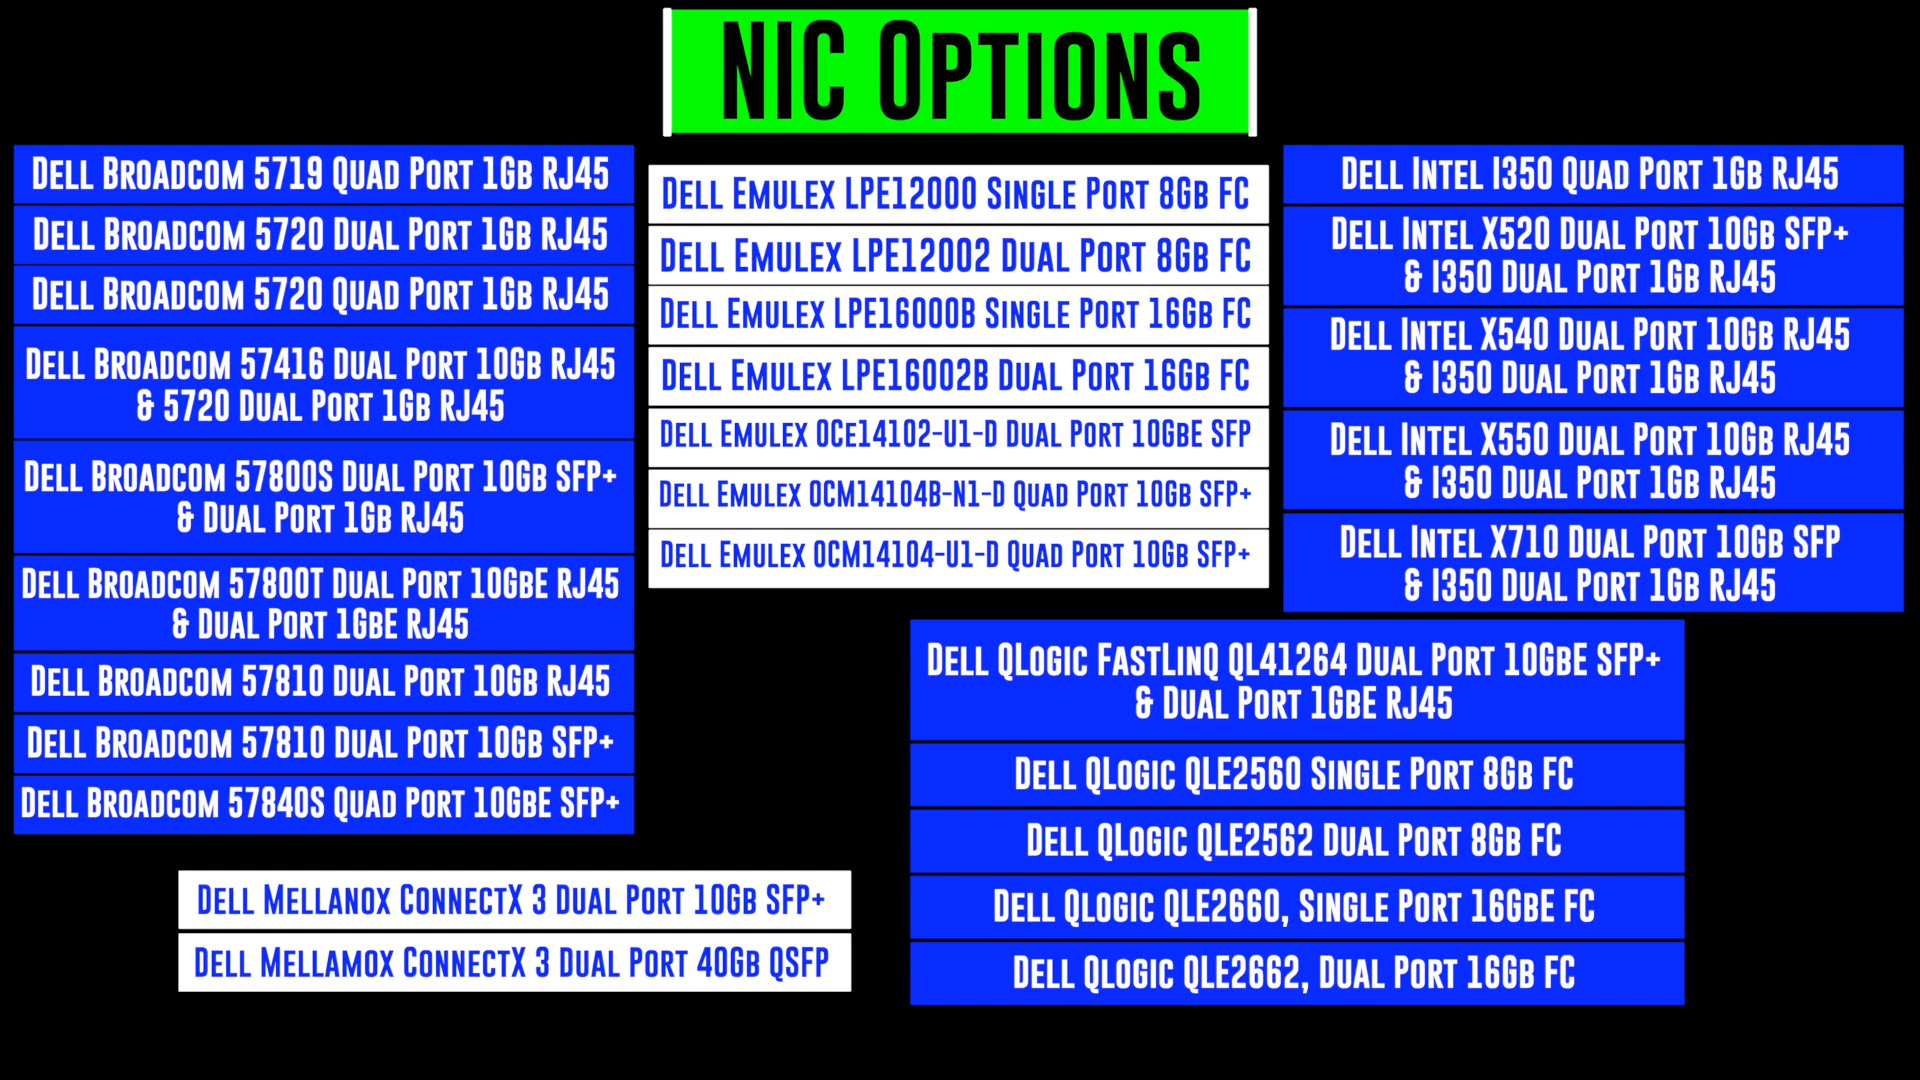 NIC Options
Dell Broadcom 5719 Quad Port 1Gb RJ45
Dell Broadcom 5720 Dual Port 1Gb RJ45
Dell Broadcom 5720 Quad Port 1Gb RJ45
Dell Broadcom 57416 Dual Port 10Gb RJ45
& 5720 Dual Port 1Gb RJ45
Dell Broadcom 57800S Dual Port 10Gb SFP+
& Dual Port 1Gb RJ45
Dell Broadcom 57800T Dual Port 10GbE RJ45
& Dual Port 1GbE RJ45
Dell Broadcom 57810 Dual Port 10Gb RJ45
Dell Broadcom 57810 Dual Port 10Gb SFP+
Dell Broadcom 57840S Quad Port 10GbE SFP+
Dell Emulex LPE12000 Single Port 8Gb FC
Dell Emulex LPE12002 Dual Port 8Gb FC
Dell Emulex LPE16000B Single Port 16Gb FC
Dell Emulex LPE16002B Dual Port 16Gb FC
Dell Emulex OCe14102-U1-D Dual Port 10GbE SFP
Dell Emulex OCM14104B-N1-D Quad Port 10Gb SFP+
Dell Emulex OCM14104-U1-D Quad Port 10Gb SFP+
Dell Intel I350 Quad Port 1Gb RJ45
Dell Intel X520 Dual Port 10Gb SFP+
& I350 Dual Port 1Gb RJ45
Dell Intel X540 Dual Port 10Gb RJ45
& I350 Dual Port 1Gb RJ45
Dell Intel X550 Dual Port 10Gb RJ45
& I350 Dual Port 1Gb RJ45
Dell Intel X710 Dual Port 10Gb SFP
& I350 Dual Port 1Gb RJ45
Dell QLogic FastLinQ QL41264 Dual Port 10GbE SFP+
& Dual Port 1GbE RJ45
Dell QLogic QLE2560 Single Port 8Gb FC
Dell QLogic QLE2562 Dual Port 8Gb FC
Dell Qlogic QLE2660, Single Port 16GbE FC
Dell Qlogic QLE2662, Dual Port 16Gb FC
Dell Mellanox ConnectX 3 Dual Port 10Gb SFP+
Dell Mellamox ConnectX 3 Dual Port 40Gb QSFP